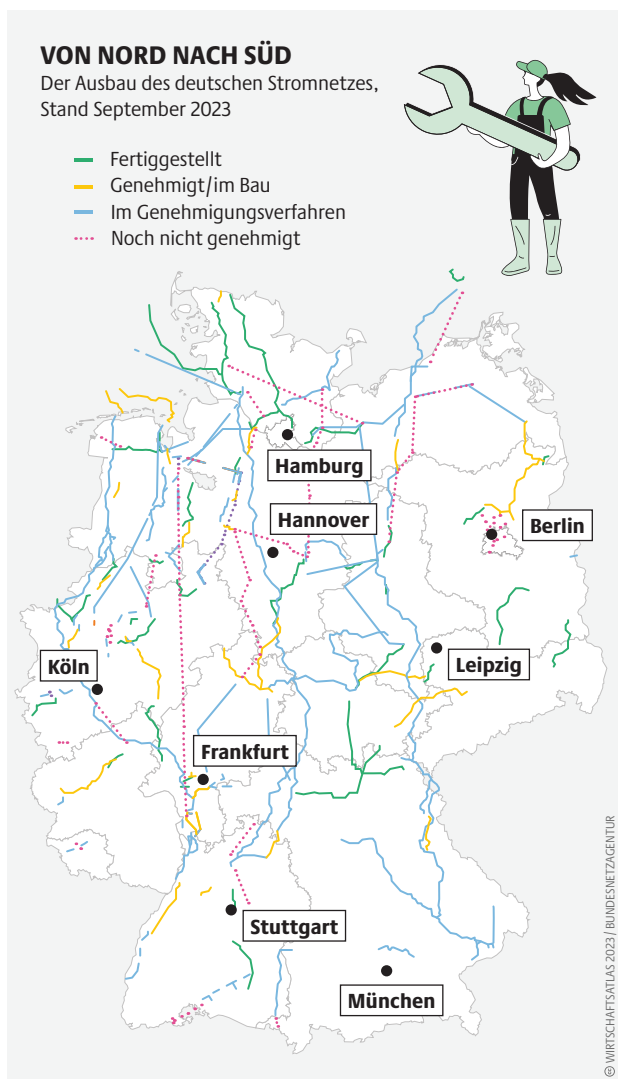 VON NORD NACH SÜD
Der Ausbau des deutschen Stromnetzes,
Stand September 2023
Fertiggestellt
Genehmigt/im Bau
Im Genehmigungsverfahren
Noch nicht genehmigt
Hamburg
Hannover
Berlin
Leipzig
Köln
Frankfurt
Stuttgart
München
WIRTSCHAFTSATLAS 2023 / BUNDESNETZAGENTUR